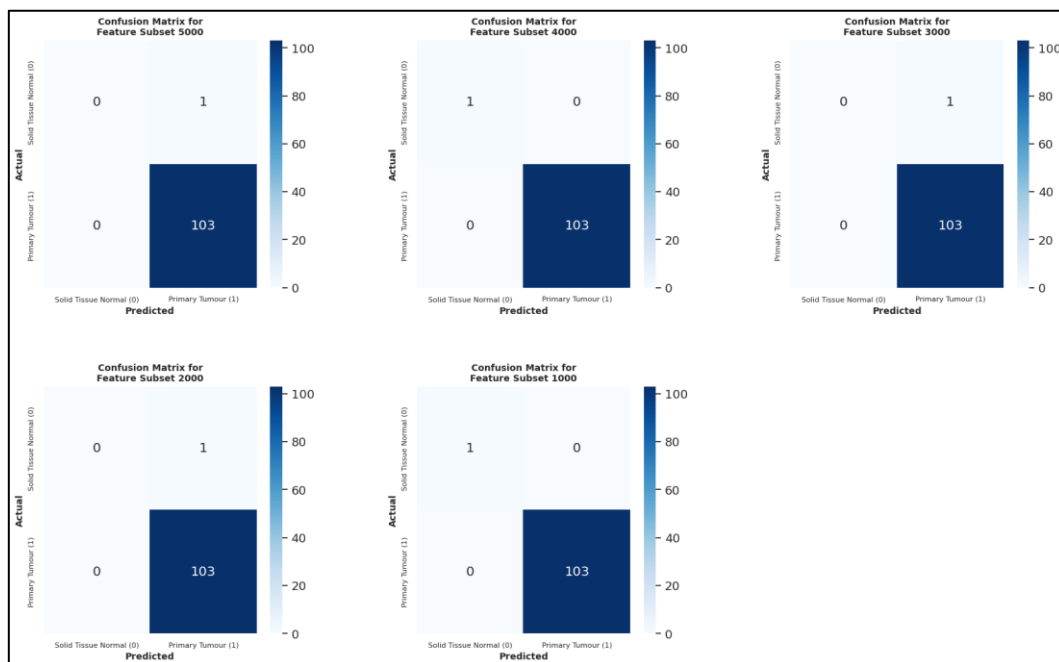 Confusion Matrix for
Feature Subset 5000
Solid Tissue Normal (0)
Primary Tumour (1)
Actual
0 1
0 103
100
80
60
40
20
0
Solid Tissue Normal (0) Primary Tumour (1)
Predicted
Confusion Matrix for
Feature Subset 4000
Solid Tissue Normal (0)
Primary Tumour (1)
Actual
1 0
0 103
100
80
60
40
20
0
Solid Tissue Normal (0) Primary Tumour (1)
Predicted
Confusion Matrix for
Feature Subset 3000
Solid Tissue Normal (0)
Primary Tumour (1)
Actual
0 1
0 103
100
80
60
40
20
0
Solid Tissue Normal (0) Primary Tumour (1)
Predicted
Confusion Matrix for
Feature Subset 2000
Solid Tissue Normal (0)
Primary Tumour (1)
Actual
0 1
0 103
100
80
60
40
20
0
Solid Tissue Normal (0) Primary Tumour (1)
Predicted
Confusion Matrix for
Feature Subset 1000
Solid Tissue Normal (0)
Primary Tumour (1)
Actual
1 0
0 103
100
80
60
40
20
0
Solid Tissue Normal (0) Primary Tumour (1)
Predicted